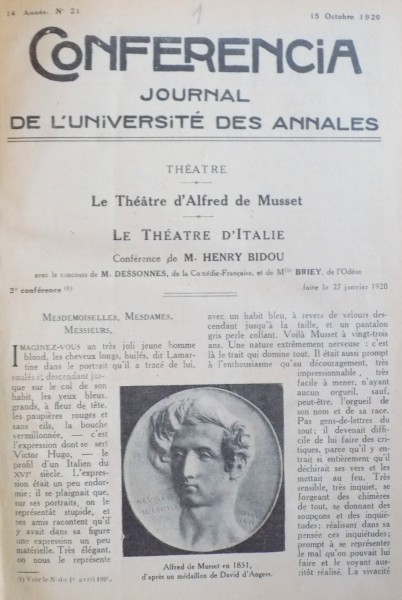 14 Année. N° 21
1
15 Octobre 1920
CONFERENCIA
JOURNAL
DE L'UNIVERSITÉ DES ANNALES
THÉATRE
Le Théâtre d'Alfred de Musset
LE THÉATRE D'ITALIE
Conférence de M. HENRY BIDOU
avec le concours de M. DESSONNES, de la Comédie-Française, et de Mlle BRIEY, de l'Odéon
2e conférence (1)
faite le 27 janvier 1920
MESDEMOISELLES, MESDAMES,
MESSIEURS,
IMAGINEZ-VOUS un très joli jeune homme
blond, les cheveux longs, huilés, dit Lamar-
tine dans le portrait qu'il a tracé de lui,
roulés et descendant jus-
que sur le col de son
habit, les yeux bleus,
grands, à fleur de tête,
les paupières rouges et
sans cils, la bouche
vermillonnée, — c'est
l'expression dont se sert
Victor Hugo, — le
profil d'un Italien du
XVIe siècle. L'expres-
sion était un peu endor-
mie; il se plaignait que,
sur ses portraits, on le
représentât stupide, et
ses amis racontent qu'il
y avait dans sa figure
une expression un peu
matérielle. Très élégant,
on nous le représente
(1) Voir le N° du 1er avril
Alfred de Musset en 1831,
d'après un médaillon de David d'Angers.
avec un habit bleu, à revers de velours des-
cendant jusqu'à la taille, et un pantalon
gris perle collant. Voilà Musset à vingt-trois
ans. Une nature extrêmement nerveuse : c'est
là le trait qui domine tout. Il était aussi prompt
à l'enthousiasme qu'au découragement, très
impressionnable, très
facile à mener, n'ayant
aucun orgueil, sauf,
peut-être, l'orgueil de
son nom et de sa race.
Pas gens-de-lettres du
tout; il devenait diffi-
cile de lui faire des cri-
tiques, parce qu'il y en-
trait si entièrement qu'il
déchirait ses vers et les
mettait au feu. Très
sensible, très inquiet, se
forgeant des chimères
de tout, se donnant des
soupçons et des inquié-
tudes; réalisant dans sa
pensée ces inquiétudes;
prompt à se représenter
le mal qu'on pouvait lui
faire et le voyant aus-
sitôt réalisé. La vivacité